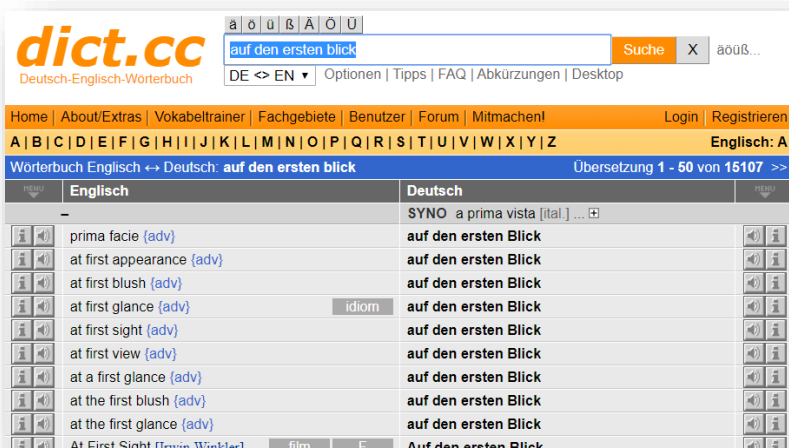 ä ö ü ß Ä Ö Ü
dict.cc
auf den ersten blick Suche X äöüß...
Deutsch-Englisch-Wörterbuch
DE <> EN ▼ Optionen | Tipps | FAQ | Abkürzungen | Desktop
Home | About/Extras | Vokabeltrainer | Fachgebiete | Benutzer | Forum | Mitmachen! Login | Registrieren
A | B | C | D | E | F | G | H | I | J | K | L | M | N | O | P | Q | R | S | T | U | V | W | X | Y | Z Englisch: A
Wörterbuch Englisch ↔ Deutsch: auf den ersten blick Übersetzung 1 - 50 von 15107 >>
MENU Englisch Deutsch MENU
– SYNO a prima vista [ital.] ... +
prima facie {adv} auf den ersten Blick
at first appearance {adv} auf den ersten Blick
at first blush {adv} auf den ersten Blick
at first glance {adv} idiom auf den ersten Blick
at first sight {adv} auf den ersten Blick
at first view {adv} auf den ersten Blick
at a first glance {adv} auf den ersten Blick
at the first blush {adv} auf den ersten Blick
at the first glance {adv} auf den ersten Blick
At First Sight [Irwin Winkler] film F Auf den ersten Blick